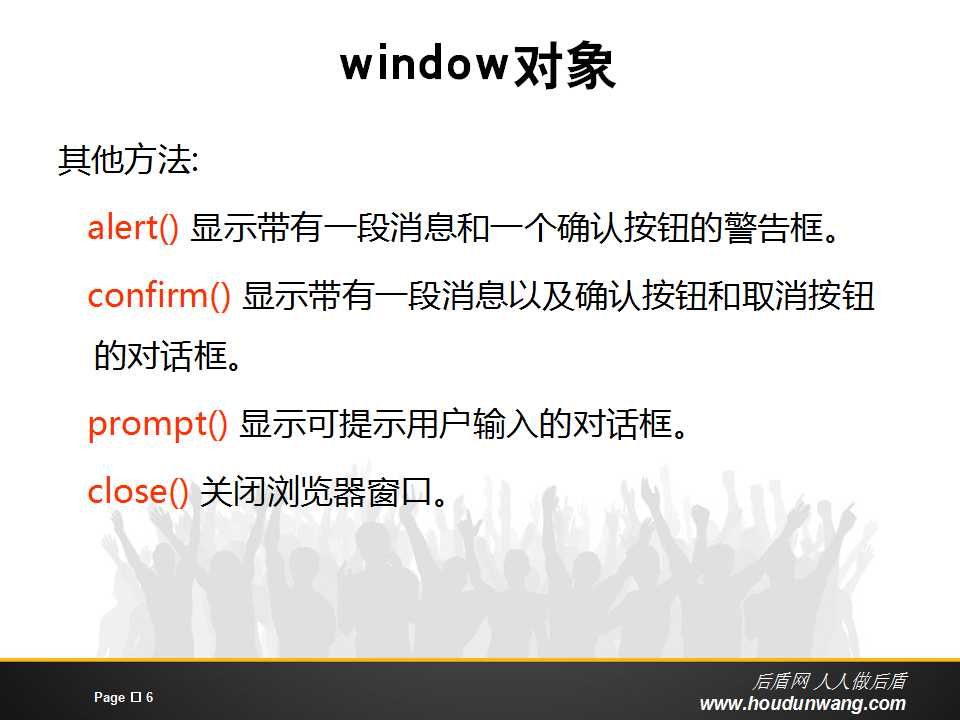 window对象
其他方法:
alert() 显示带有一段消息和一个确认按钮的警告框。
confirm() 显示带有一段消息以及确认按钮和取消按钮
的对话框。
prompt() 显示可提示用户输入的对话框。
close() 关闭浏览器窗口。
Page □ 6
后盾网 人人做后盾
www.houdunwang.com